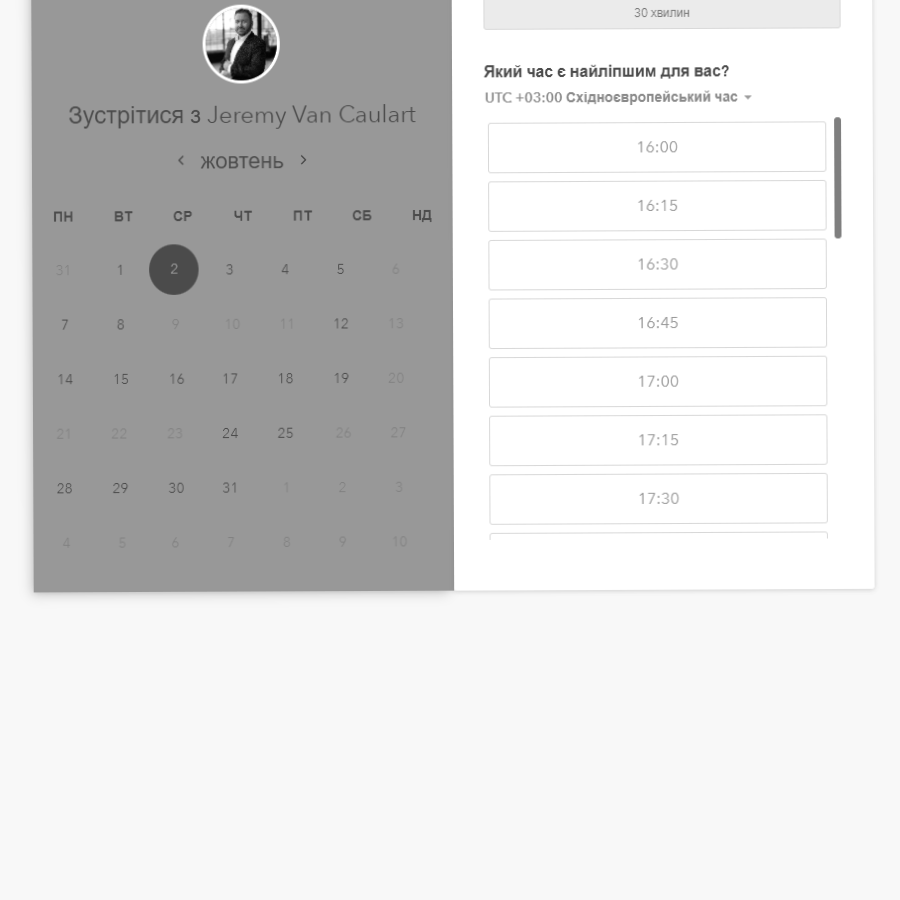 Зустрітися з Jeremy Van Caulart
жовтень
ПН ВТ СР ЧТ ПТ СБ НД
31 1 2 3 4 5 6
7 8 9 10 11 12 13
14 15 16 17 18 19 20
21 22 23 24 25 26 27
28 29 30 31 1 2 3
4 5 6 7 8 9 10
30 хвилин
Який час є найліпшим для вас?
UTC +03:00 Східноєвропейський час
16:00
16:15
16:30
16:45
17:00
17:15
17:30